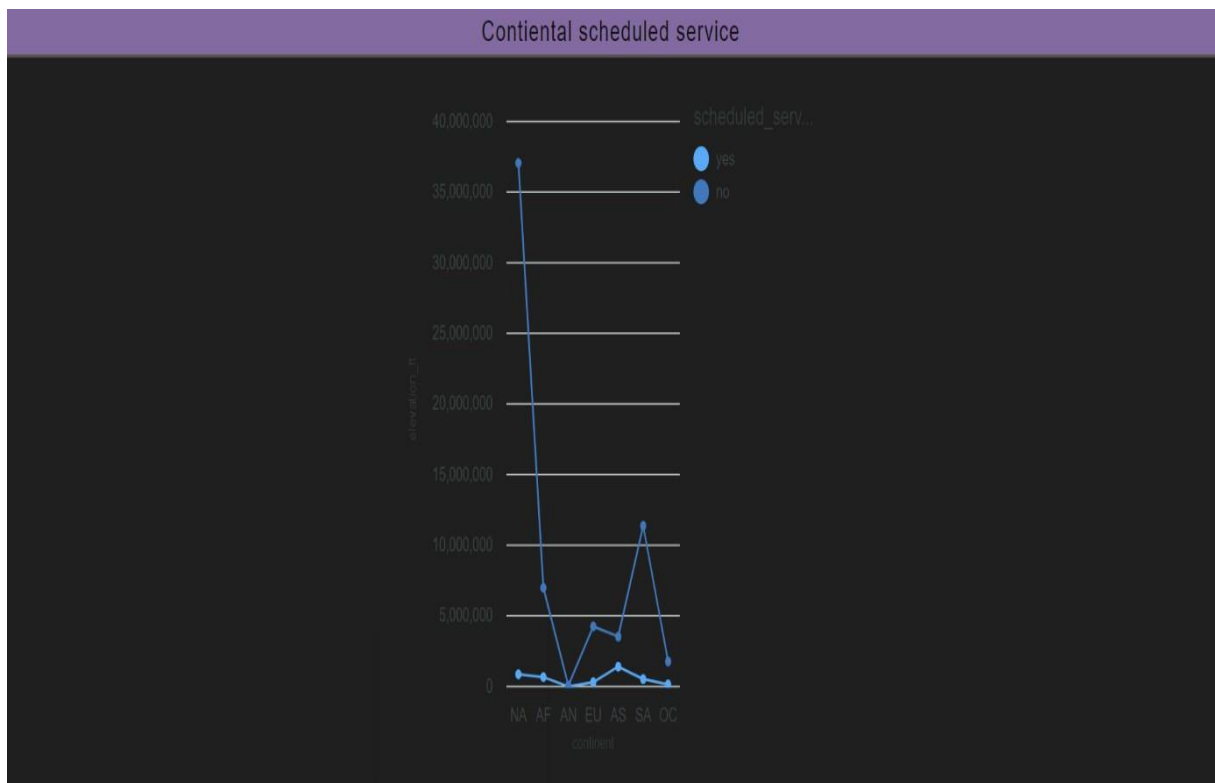 Contiental scheduled service
scheduled_serv...
yes
no
40,000,000
35,000,000
30,000,000
25,000,000
20,000,000
15,000,000
10,000,000
5,000,000
0
elevation_ft
NA AF AN EU AS SA OC
continent